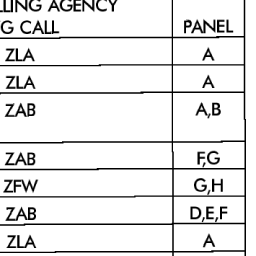 LLING AGENCY
G CALL PANEL
ZLA A
ZLA A
ZAB A,B
ZAB F,G
ZFW G,H
ZAB D,E,F
ZLA A